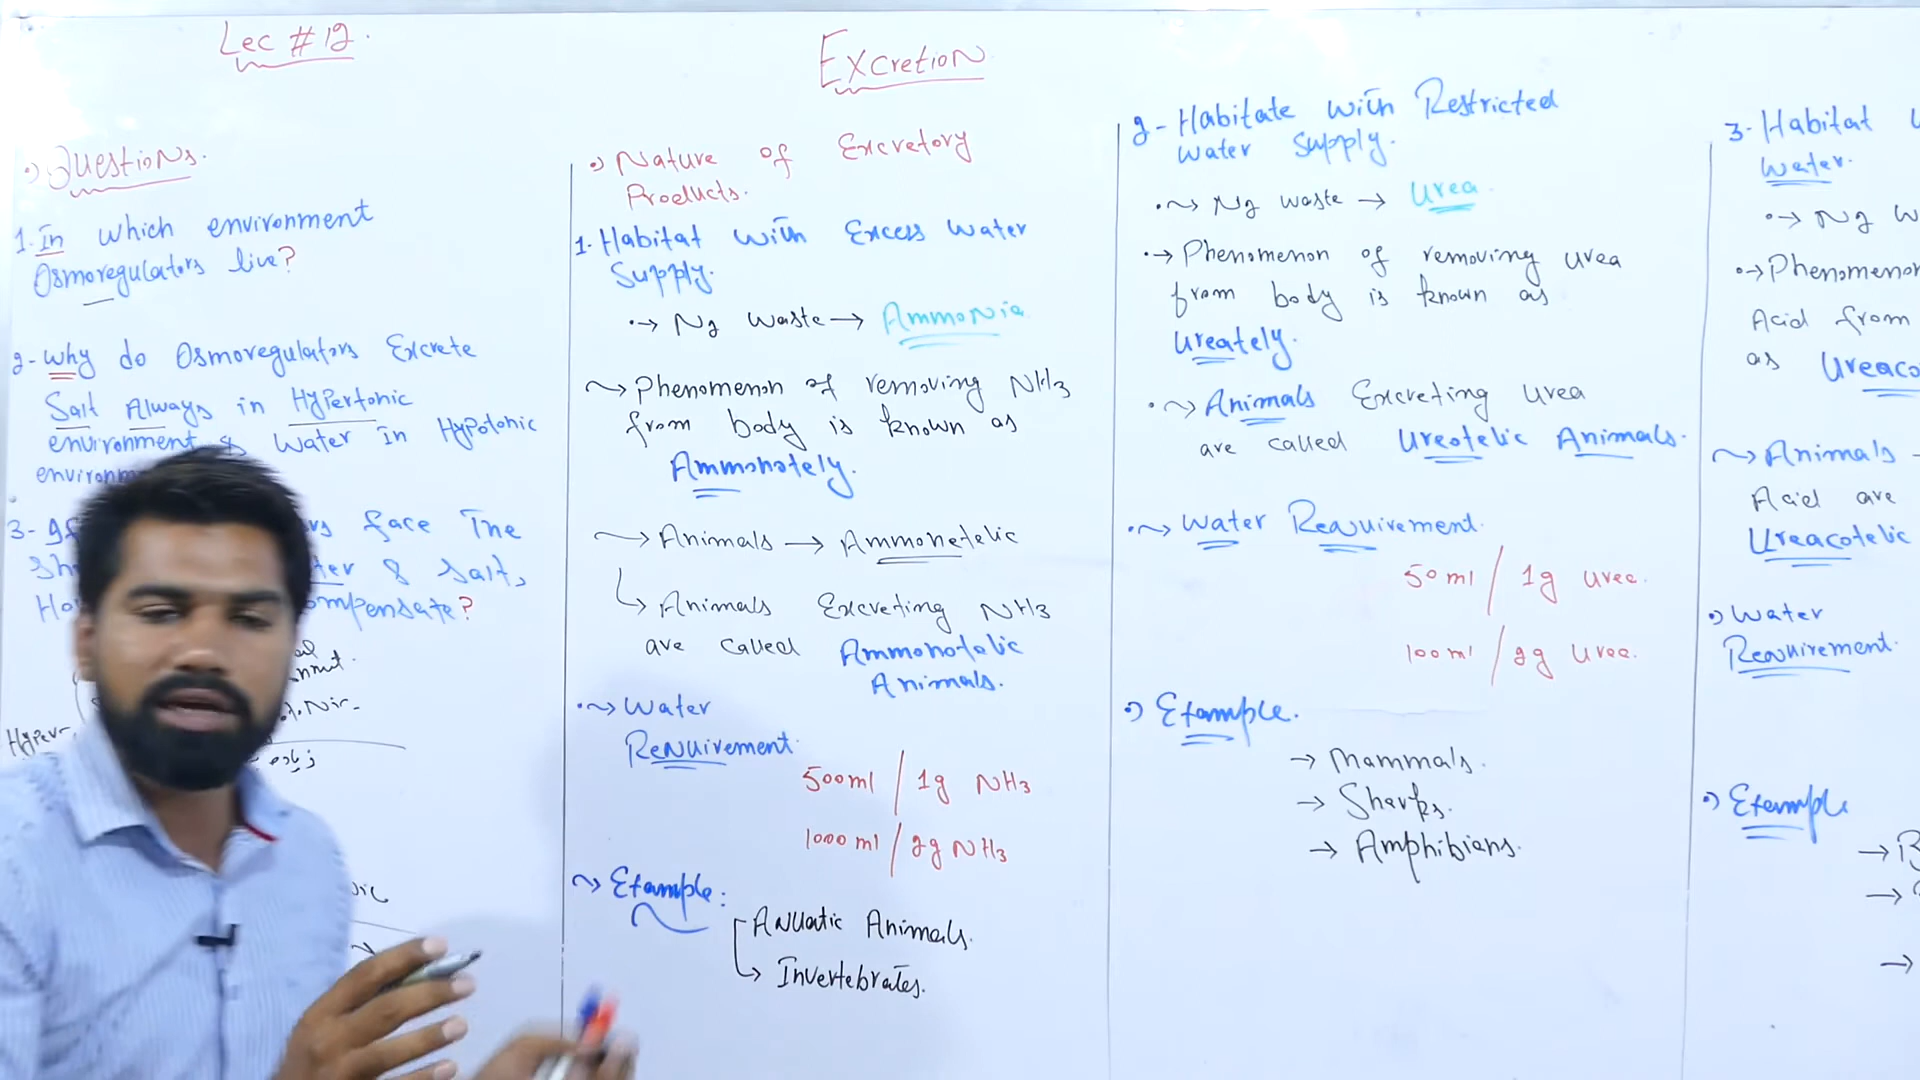 Lec #12.
Excretion
Questions.
1. In which environment
Osmoregulators live?
2- Why do Osmoregulators Excrete
Salt Always in Hypertonic
environment & Water in Hypotonic
3-
face The
& Salt,
ompensate?
زیادہ
Nature of Excretory
Products.
1. Habitat with Excess Water
Supply.
N2 waste → Ammonia
Phenomenon of removing NH3
from body is known as
Ammonotely.
Animals → Ammonetelic
Animals Excreting NH3
are called Ammonotelic
Animals.
Water
Requirement.
500ml / 1g NH3
1000 ml / 2g NH3
Example:
Aquatic Animals.
→ Invertebrates.
2- Habitate with Restricted
Water Supply.
N2 waste → Urea
Phenomenon of removing urea
from body is known as
Ureately.
Animals Excreting Urea
are called Ureotelic Animals.
Water Requirement.
50 ml / 1g urea.
100 ml / 2g Urea.
Example.
→ Mammals.
→ Sharks.
→ Amphibians.
3- Habitat
Water.
N2
Acid from
as
Animals
Acid are
Ureacotelic
Water
Requirement.
Example